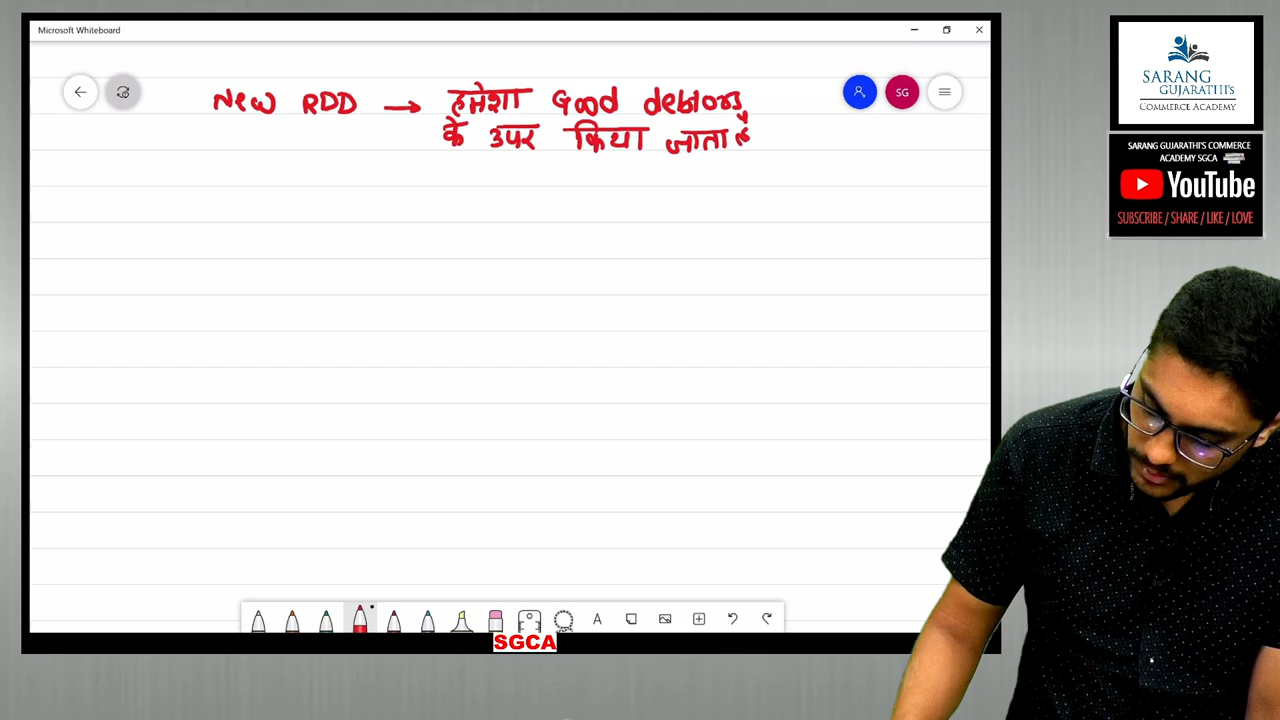 Microsoft Whiteboard
New RDD → हमेशा Good debtors
के उपर किया जाता है
SG
SARANG
GUJARATHI'S
COMMERCE ACADEMY
SARANG GUJARATHI'S COMMERCE
ACADEMY SGCA
YouTube
SUBSCRIBE / SHARE / LIKE / LOVE
A
SGCA